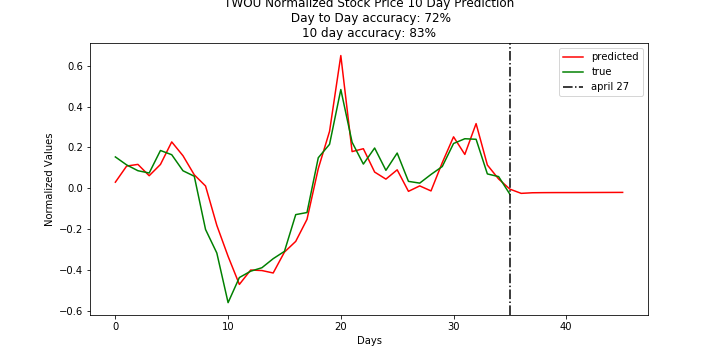 TWOU Normalized Stock Price 10 Day Prediction
Day to Day accuracy: 72%
10 day accuracy: 83%
predicted
true
april 27
Normalized Values
0.6
0.4
0.2
0.0
−0.2
−0.4
−0.6
0 10 20 30 40
Days